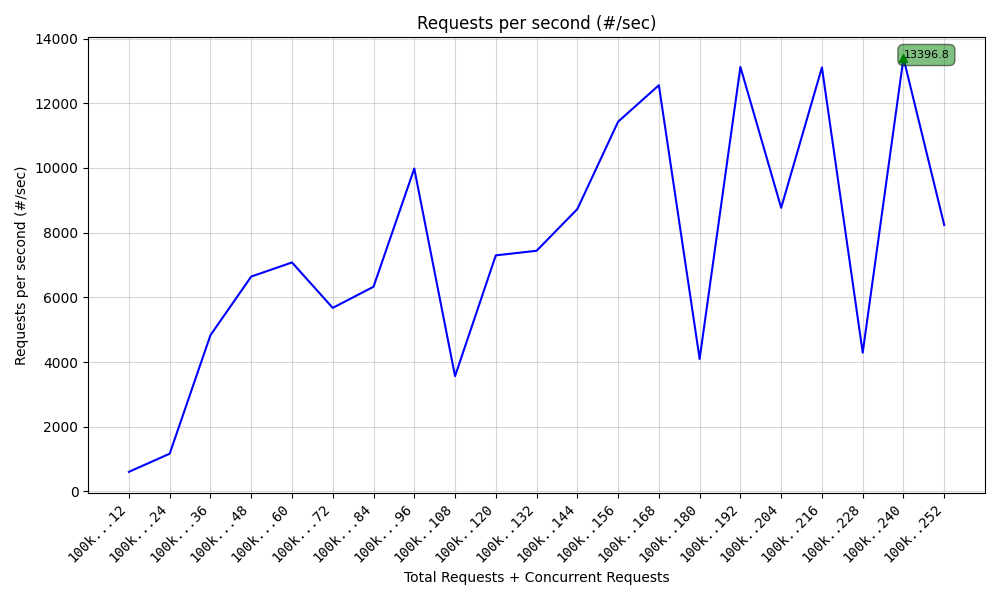 Requests per second (#/sec)
14000
12000
10000
8000
6000
4000
2000
0
Requests per second (#/sec)
13396.8
100k...12
100k...24
100k...36
100k...48
100k...60
100k...72
100k...84
100k...96
100k..108
100k..120
100k..132
100k..144
100k..156
100k..168
100k..180
100k..192
100k..204
100k..216
100k..228
100k..240
100k..252
Total Requests + Concurrent Requests